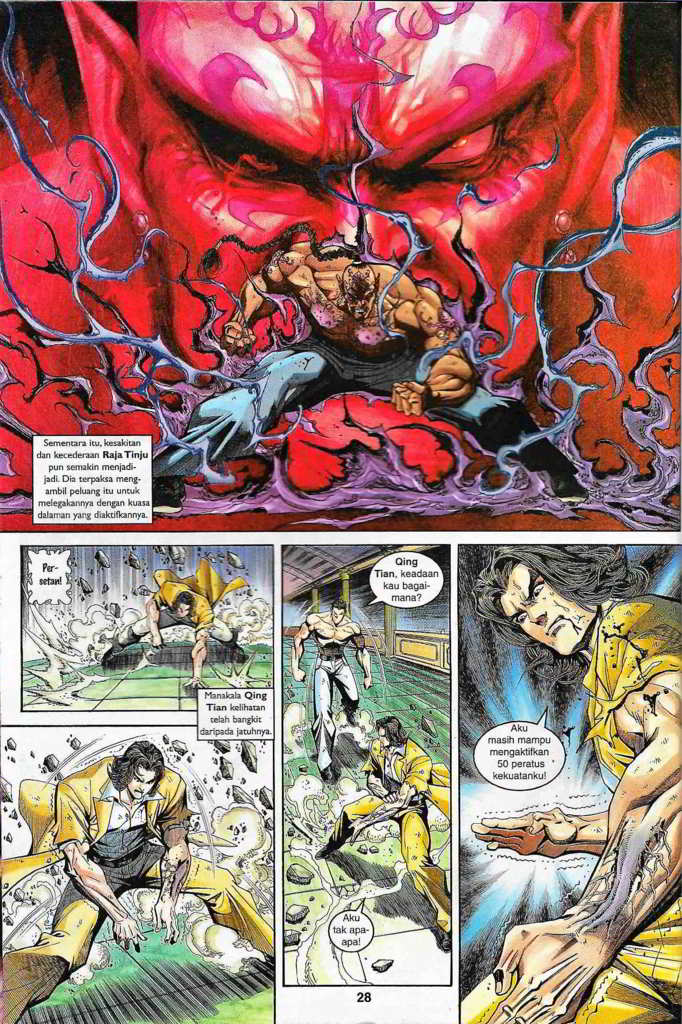 Sementara itu, kesakitan
dan kecederaan Raja Tinju
pun semakin menjadi-
jadi. Dia terpaksa meng-
ambil peluang itu untuk
melegakannya dengan kuasa
dalaman yang diaktifkannya.
Per-
setan!
Manakala Qing
Tian kelihatan
telah bangkit
daripada jatuhnya.
Qing
Tian, keadaan
kau bagai-
mana?
Aku
tak apa-
apa!
Aku
masih mampu
mengaktifkan
50 peratus
kekuatanku!
28